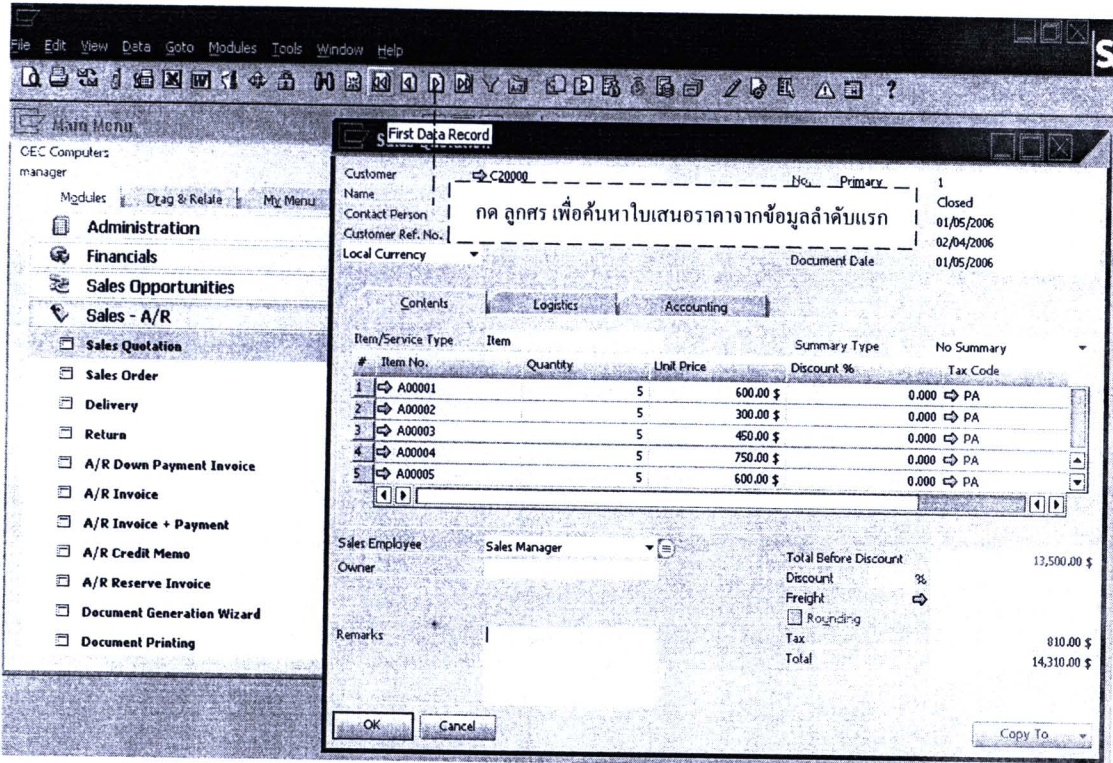 File Edit View Data Goto Modules Tools Window Help
S
Main Menu
OEC Computers
manager
Modules Drag & Relate My Menu
Administration
Financials
Sales Opportunities
Sales - A/R
Sales Quotation
Sales Order
Delivery
Return
A/R Down Payment Invoice
A/R Invoice
A/R Invoice + Payment
A/R Credit Memo
A/R Reserve Invoice
Document Generation Wizard
Document Printing
First Data Record
Customer C20000 No. Primary 1
Name Closed
Contact Person 01/05/2006
Customer Ref. No. 02/04/2006
กด ลูกศร เพื่อค้นหาใบเสนอราคาจากข้อมูลลำดับแรก
Local Currency Document Date 01/05/2006
Contents Logistics Accounting
Item/Service Type Item Summary Type No Summary
# Item No. Quantity Unit Price Discount % Tax Code
1 A00001 5 600.00 $ 0.000 PA
2 A00002 5 300.00 $ 0.000 PA
3 A00003 5 450.00 $ 0.000 PA
4 A00004 5 750.00 $ 0.000 PA
5 A00005 5 600.00 $ 0.000 PA
Sales Employee Sales Manager Total Before Discount 13,500.00 $
Owner Discount %
Freight
Rounding
Remarks Tax 810.00 $
Total 14,310.00 $
OK Cancel Copy To